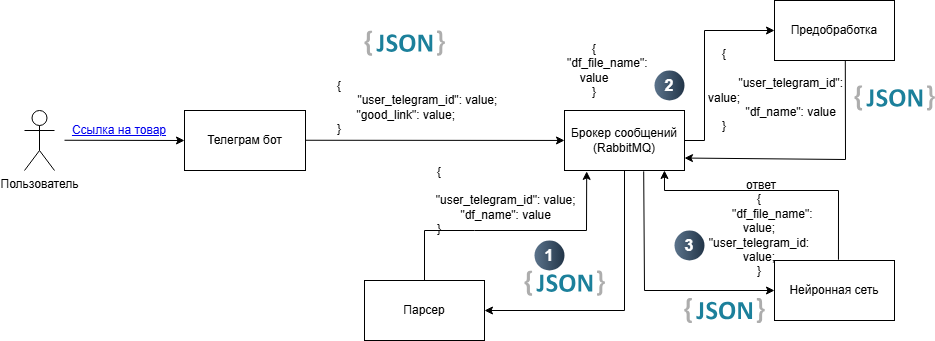 Предобработка
{JSON}
{
"df_file_name":
value
}
2
{
"user_telegram_id":
value;
"df_name": value
}
{JSON}
{
"user_telegram_id": value;
"good_link": value;
}
Ссылка на товар
Телеграм бот
Брокер сообщений
(RabbitMQ)
Пользователь
{
"user_telegram_id": value;
"df_name": value
}
ответ
{
"df_file_name":
value;
"user_telegram_id:
value;
}
3
1
{JSON}
Парсер
{JSON}
Нейронная сеть